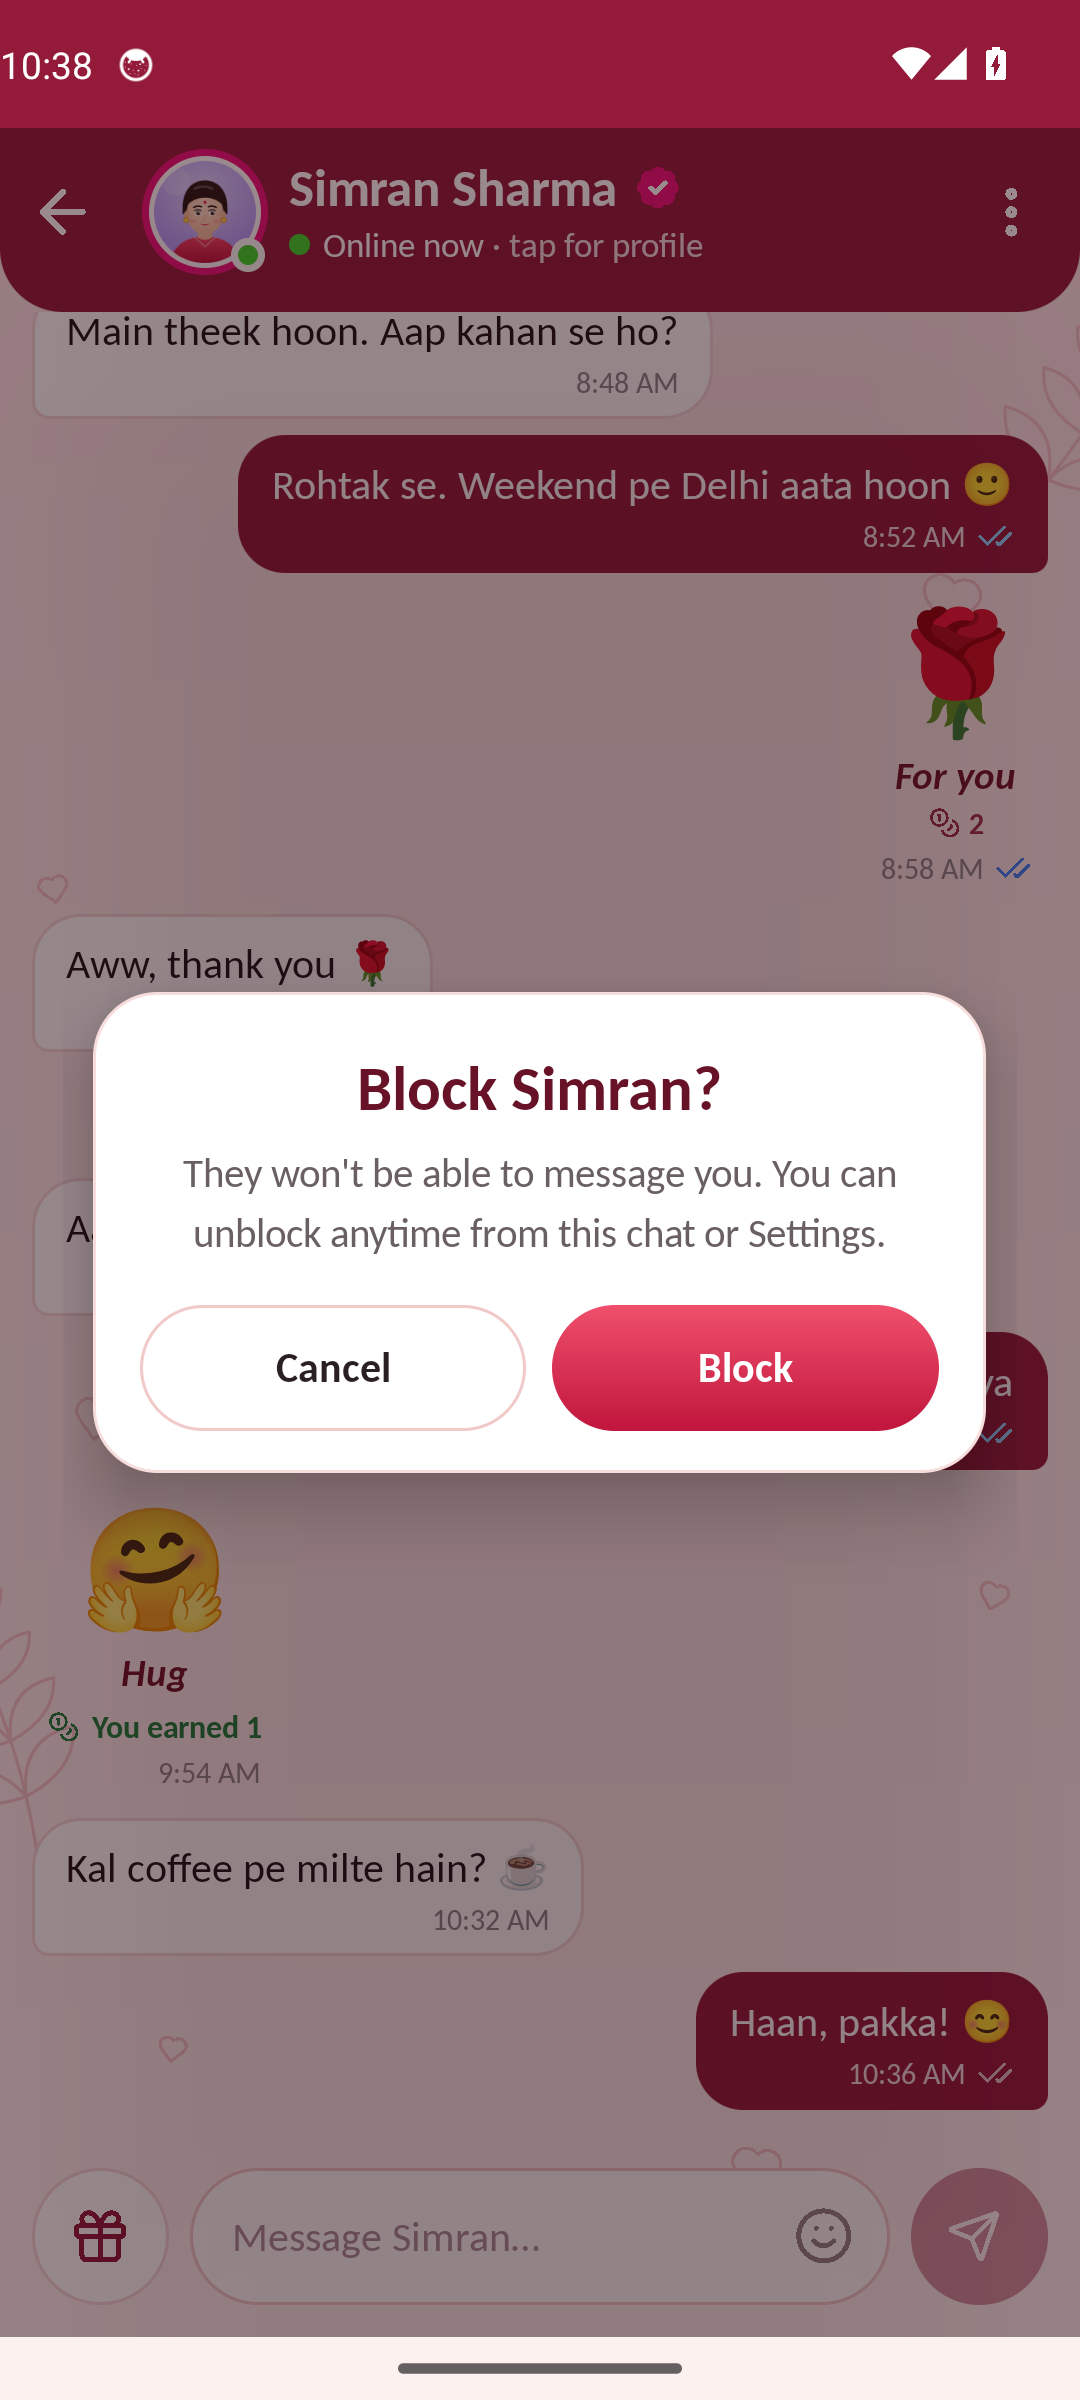 10:38
Simran Sharma
Online now · tap for profile
Main theek hoon. Aap kahan se ho?
8:48 AM
Rohtak se. Weekend pe Delhi aata hoon 🙂
8:52 AM
For you
2
8:58 AM
Aww, thank you 🌹
Block Simran?
They won't be able to message you. You can
unblock anytime from this chat or Settings.
Cancel
Block
Hug
You earned 1
9:54 AM
Kal coffee pe milte hain? ☕
10:32 AM
Haan, pakka! 😊
10:36 AM
Message Simran...